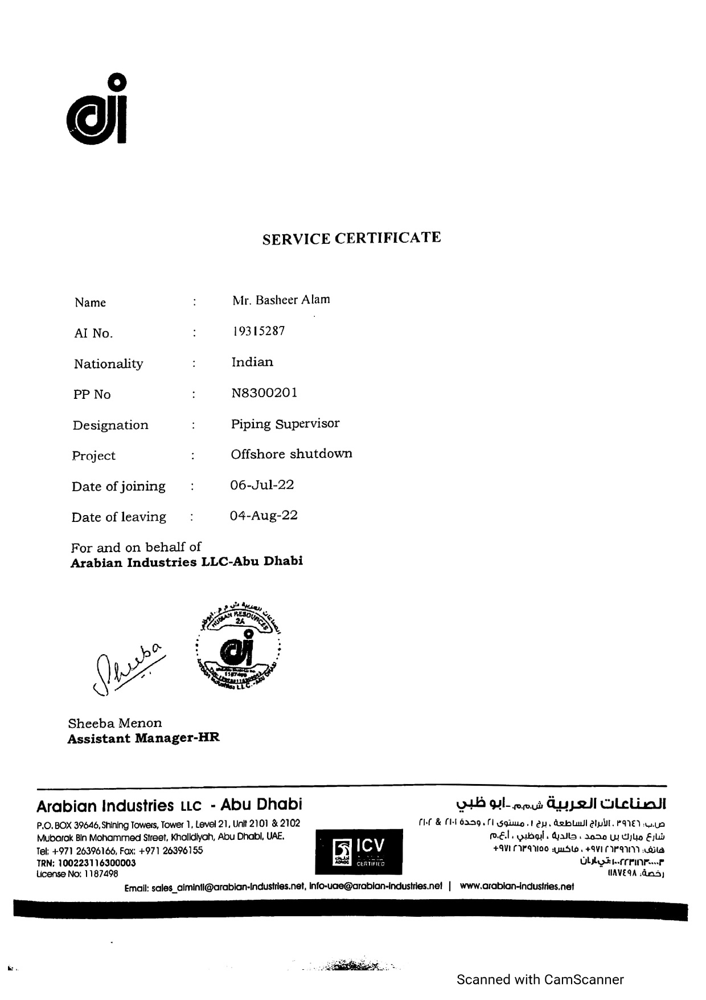 ai
SERVICE CERTIFICATE
Name : Mr. Basheer Alam
AI No. : 19315287
Nationality : Indian
PP No : N8300201
Designation : Piping Supervisor
Project : Offshore shutdown
Date of joining : 06-Jul-22
Date of leaving : 04-Aug-22
For and on behalf of
Arabian Industries LLC-Abu Dhabi
HUMAN RESOURCES
2A
ai
1187498
Arabian Industries LLC.-ABU DHABI
Sheeba
Sheeba Menon
Assistant Manager-HR
Arabian Industries LLC - Abu Dhabi
P.O. BOX 39646, Shining Towers, Tower 1, Level 21, Unit 2101 & 2102
Mubarak Bin Mohammed Street, Khalidiyah, Abu Dhabi, UAE.
Tel: +971 26396166, Fax: +971 26396155
TRN: 100223116300003
License No: 1187498
ADNOC
ICV
CERTIFIED
الصناعات العربية ش.م.م.-ابو ظبي
ص.ب: ٣٩٦٤٦ ، الأبراج الساطعة ، برج ١ ، مستوى ٢١ ، وحدة ٢١٠١ & ٢١٠٢
شارع مبارك بن محمد ، خالدية ، أبوظبي ، أ.ع.م
هاتف: ٢٦٣٩٦١٦٦ ٩٧١+ ، فاكس: ٢٦٣٩٦١٥٥ ٩٧١+
رخصة: ١١٨٧٤٩٨
Email: sales_aimintl@arabian-industries.net, info-uae@arabian-industries.net | www.arabian-industries.net
Scanned with CamScanner